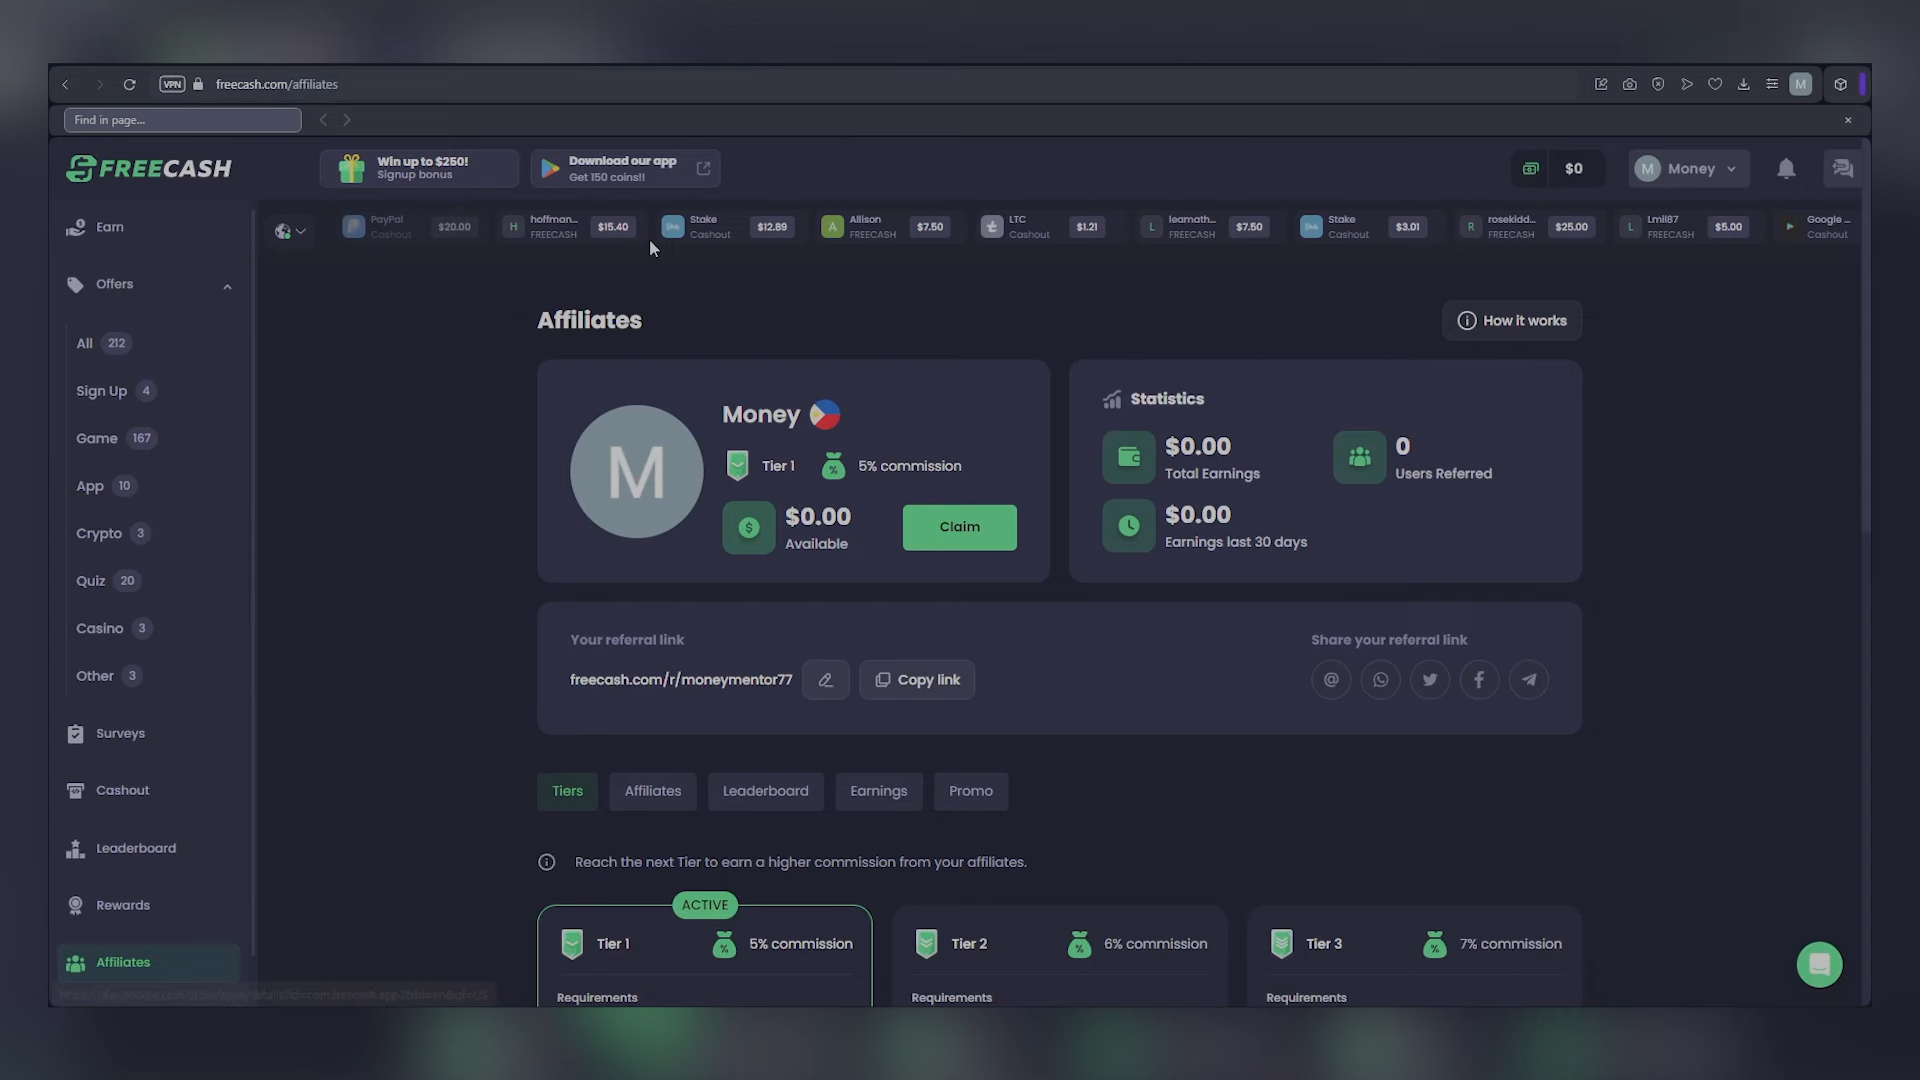 VPN freecash.com/affiliates M
Find in page...
FREECASH
Win up to $250!
Signup bonus
Download our app
Get 150 coins!!
$0
M Money
PayPal
Cashout
$20.00
H
hoffman...
FREECASH
$15.40
Stake
Cashout
$12.89
A
Allison
FREECASH
$7.50
LTC
Cashout
$1.21
L
leamath...
FREECASH
$7.50
Stake
Cashout
$3.01
R
rosekidd...
FREECASH
$25.00
L
Lmil87
FREECASH
$5.00
Google ...
Cashout
Earn
Offers
All 212
Sign Up 4
Game 167
App 10
Crypto 3
Quiz 20
Casino 3
Other 3
Surveys
Cashout
Leaderboard
Rewards
Affiliates
Affiliates
How it works
M
Money
Tier 1
5% commission
$0.00
Available
Claim
Statistics
$0.00
Total Earnings
0
Users Referred
$0.00
Earnings last 30 days
Your referral link
freecash.com/r/moneymentor77
Copy link
Share your referral link
Tiers Affiliates Leaderboard Earnings Promo
Reach the next Tier to earn a higher commission from your affiliates.
ACTIVE
Tier 1 5% commission
Requirements
Tier 2 6% commission
Requirements
Tier 3 7% commission
Requirements